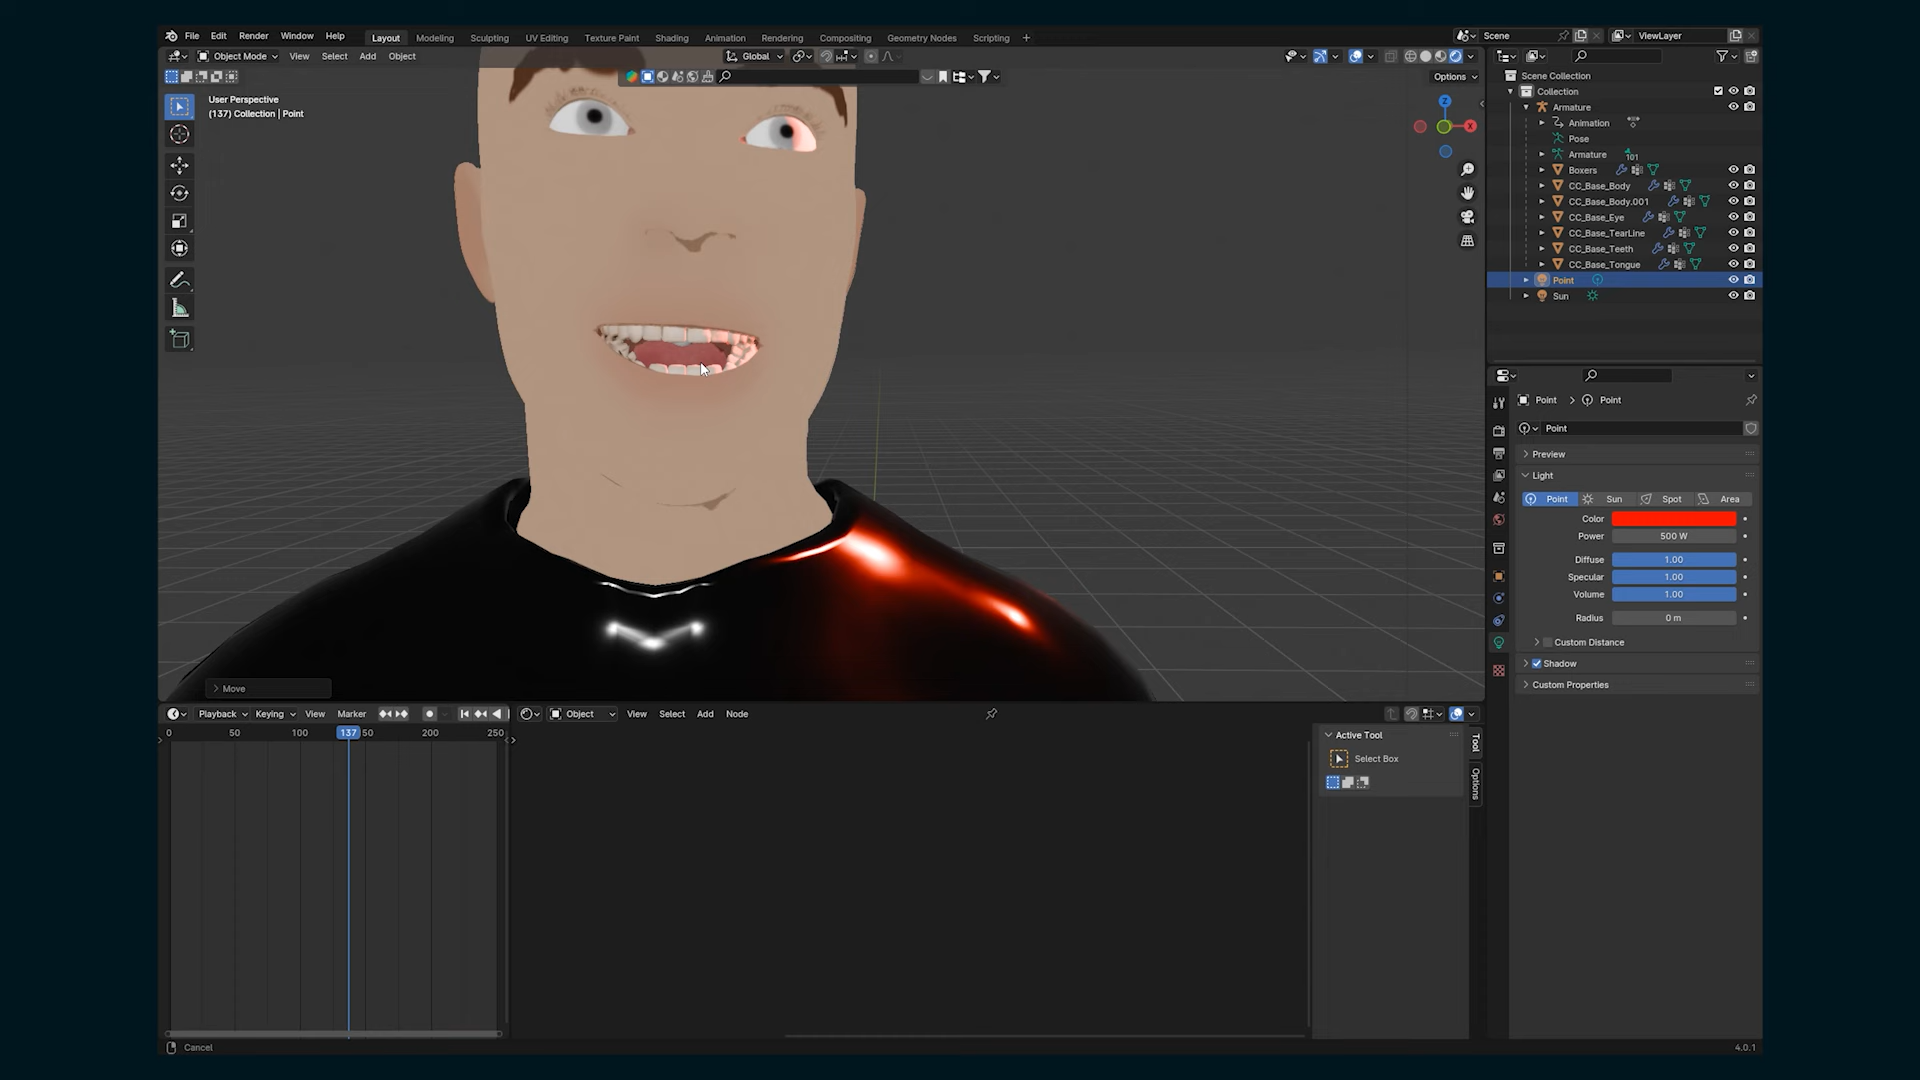 File Edit Render Window Help Layout Modeling Sculpting UV Editing Texture Paint Shading Animation Rendering Compositing Geometry Nodes Scripting + Scene ViewLayer
Object Mode View Select Add Object Global
Options
User Perspective
(137) Collection | Point
Scene Collection
Collection
Armature
Animation
Pose
Armature 101
Boxers
CC_Base_Body
CC_Base_Body.001
CC_Base_Eye
CC_Base_TearLine
CC_Base_Teeth
CC_Base_Tongue
Point
Sun
Z
X
Point > Point
Point
Preview
Light
Point Sun Spot Area
Color
Power 500 W
Diffuse 1.00
Specular 1.00
Volume 1.00
Radius 0 m
Custom Distance
Shadow
Custom Properties
Move
Playback Keying View Marker Object View Select Add Node
0 50 100 137 50 200 250
Active Tool
Select Box
Tool
Options
Cancel
4.0.1